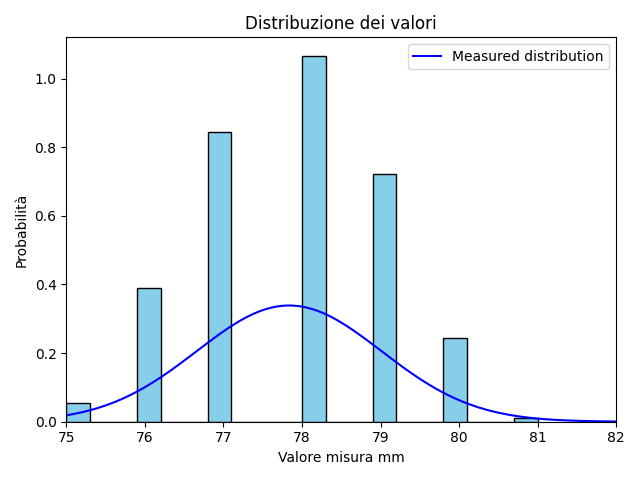 Distribuzione dei valori
Measured distribution
1.0
0.8
0.6
0.4
0.2
0.0
Probabilità
75 76 77 78 79 80 81 82
Valore misura mm